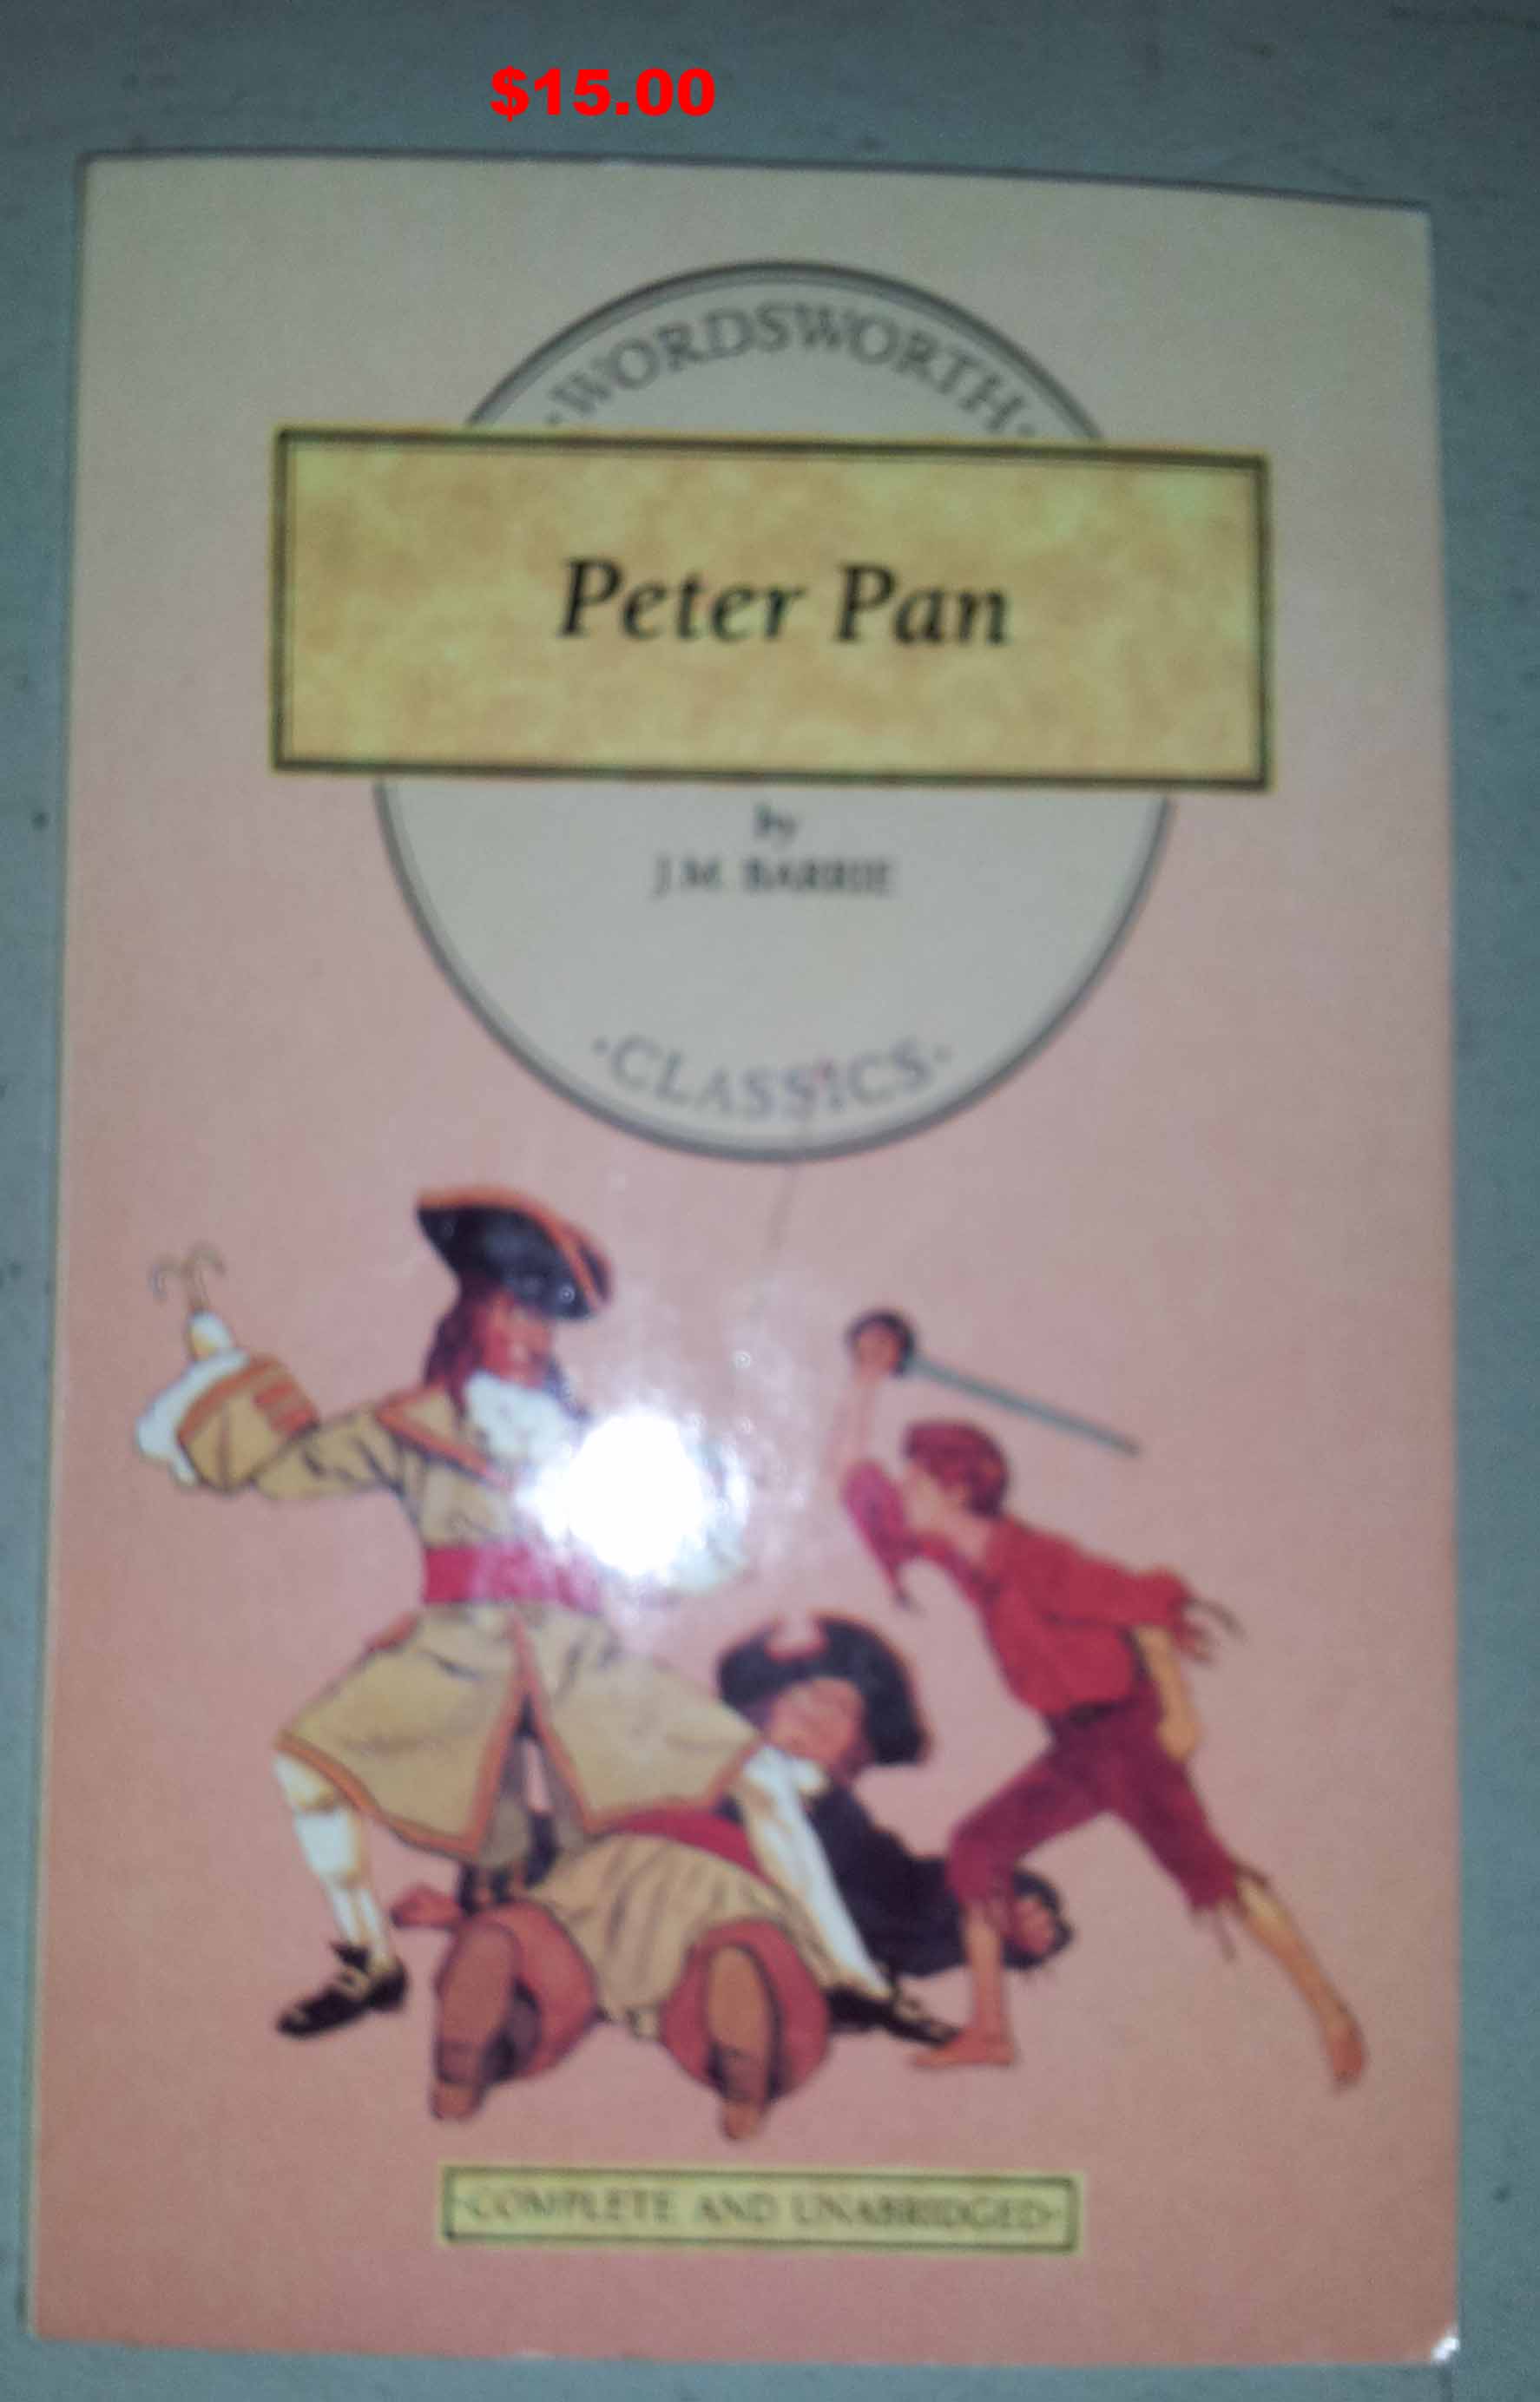 $15.00
·WORDSWORTH·
Peter Pan
by
J.M. BARRIE
·CLASSICS·
·COMPLETE AND UNABRIDGED·